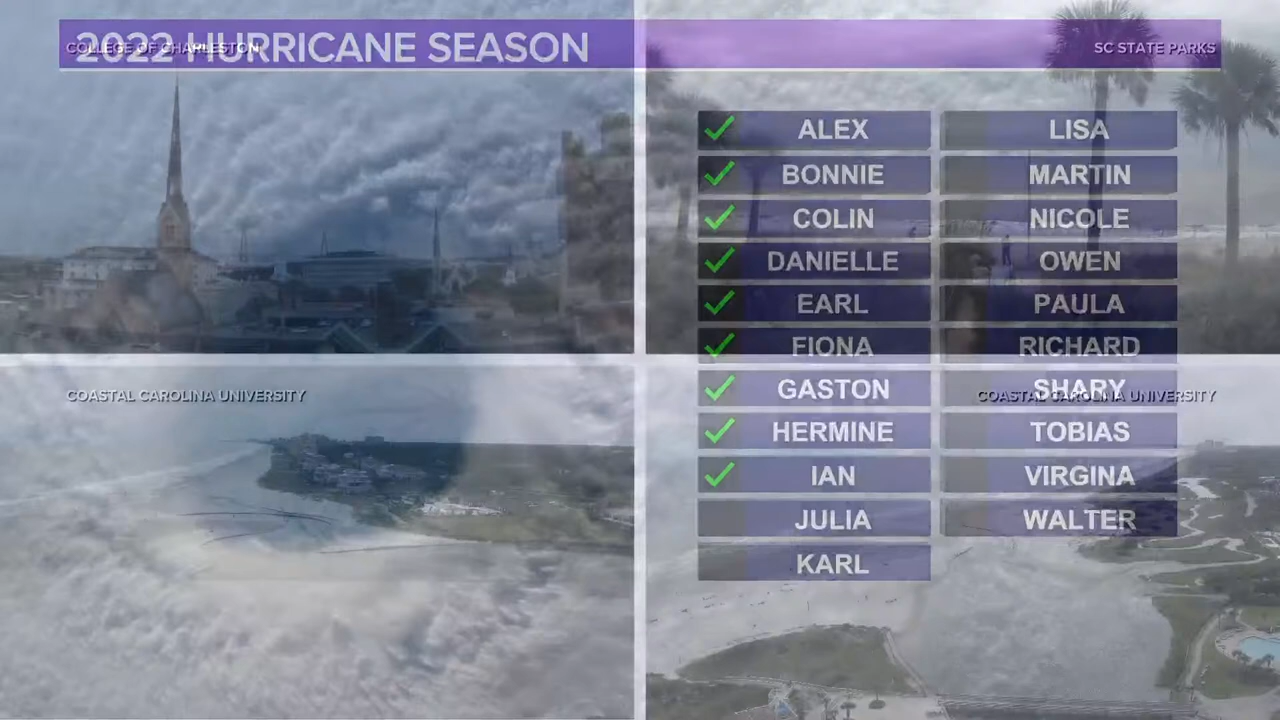 2022 HURRICANE SEASON
COLLEGE OF CHARLESTON
SC STATE PARKS
ALEX
BONNIE
COLIN
DANIELLE
EARL
FIONA
GASTON
HERMINE
IAN
JULIA
KARL
LISA
MARTIN
NICOLE
OWEN
PAULA
RICHARD
SHARY
TOBIAS
VIRGINA
WALTER
COASTAL CAROLINA UNIVERSITY
COASTAL CAROLINA UNIVERSITY